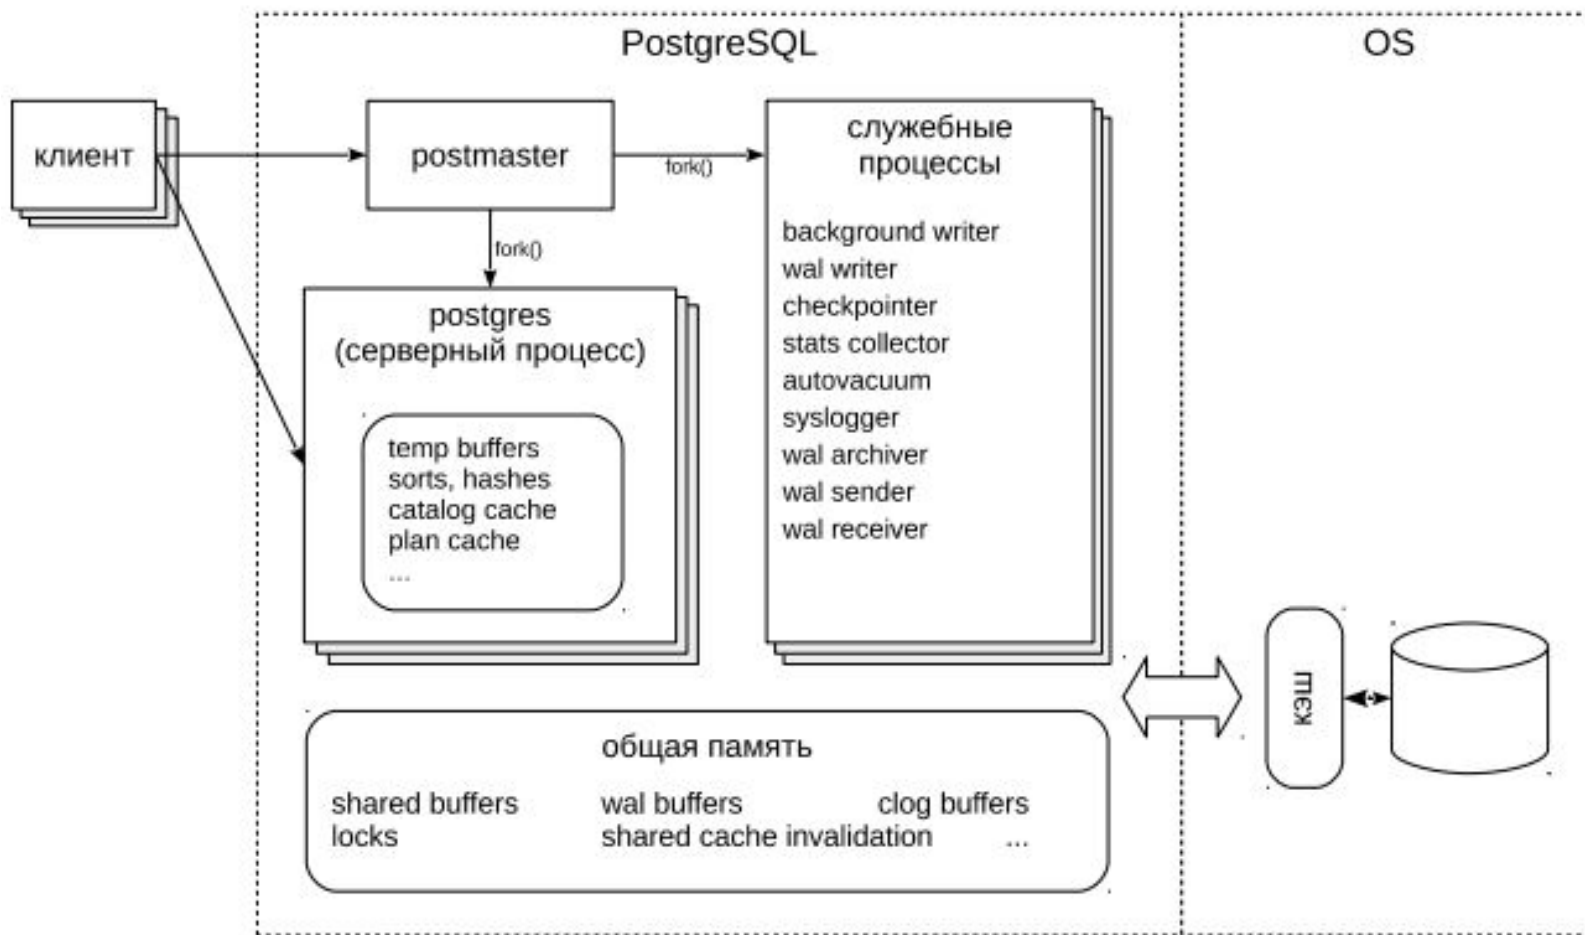 PostgreSQL
OS
клиент
postmaster
fork()
fork()
служебные
процессы
background writer
wal writer
checkpointer
stats collector
autovacuum
syslogger
wal archiver
wal sender
wal receiver
postgres
(серверный процесс)
temp buffers
sorts, hashes
catalog cache
plan cache
...
кэш
общая память
shared buffers
wal buffers
clog buffers
locks
shared cache invalidation
...